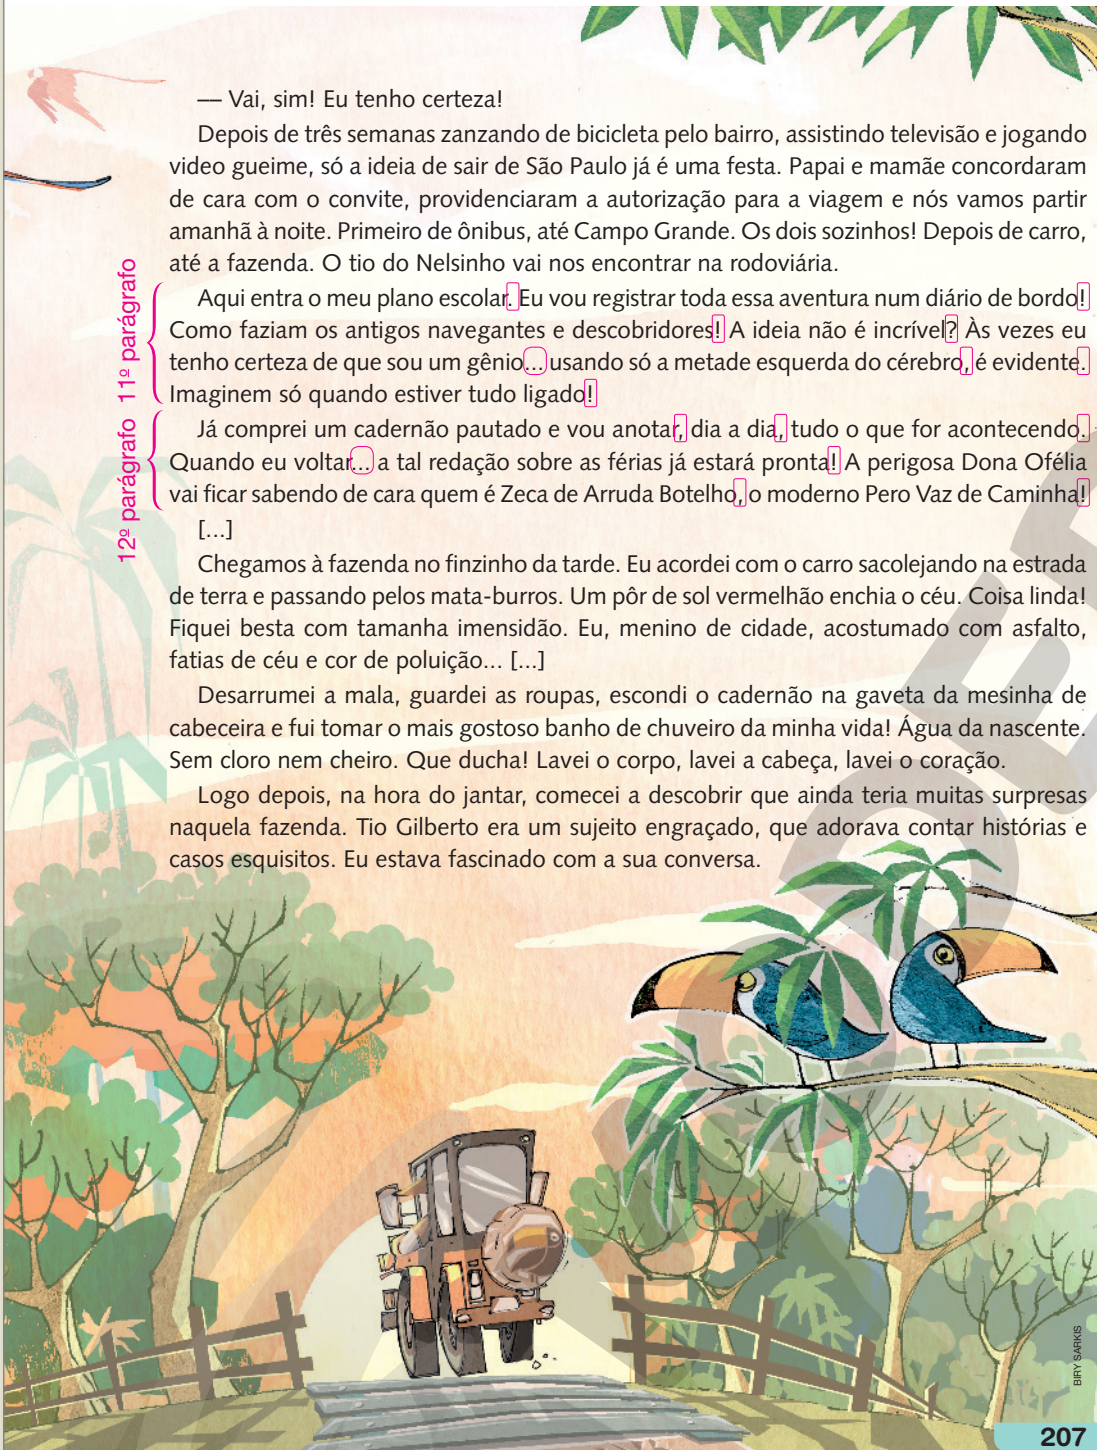 — Vai, sim! Eu tenho certeza!
Depois de três semanas zanzando de bicicleta pelo bairro, assistindo televisão e jogando
video gueime, só a ideia de sair de São Paulo já é uma festa. Papai e mamãe concordaram
de cara com o convite, providenciaram a autorização para a viagem e nós vamos partir
amanhã à noite. Primeiro de ônibus, até Campo Grande. Os dois sozinhos! Depois de carro,
até a fazenda. O tio do Nelsinho vai nos encontrar na rodoviária.
11º parágrafo
Aqui entra o meu plano escolar. Eu vou registrar toda essa aventura num diário de bordo!
Como faziam os antigos navegantes e descobridores! A ideia não é incrível? Às vezes eu
tenho certeza de que sou um gênio... usando só a metade esquerda do cérebro, é evidente.
Imaginem só quando estiver tudo ligado!
12º parágrafo
Já comprei um cadernão pautado e vou anotar, dia a dia, tudo o que for acontecendo.
Quando eu voltar... a tal redação sobre as férias já estará pronta! A perigosa Dona Ofélia
vai ficar sabendo de cara quem é Zeca de Arruda Botelho, o moderno Pero Vaz de Caminha!
[...]
Chegamos à fazenda no finzinho da tarde. Eu acordei com o carro sacolejando na estrada
de terra e passando pelos mata-burros. Um pôr de sol vermelhão enchia o céu. Coisa linda!
Fiquei besta com tamanha imensidão. Eu, menino de cidade, acostumado com asfalto,
fatias de céu e cor de poluição... [...]
Desarrumei a mala, guardei as roupas, escondi o cadernão na gaveta da mesinha de
cabeceira e fui tomar o mais gostoso banho de chuveiro da minha vida! Água da nascente.
Sem cloro nem cheiro. Que ducha! Lavei o corpo, lavei a cabeça, lavei o coração.
Logo depois, na hora do jantar, comecei a descobrir que ainda teria muitas surpresas
naquela fazenda. Tio Gilberto era um sujeito engraçado, que adorava contar histórias e
casos esquisitos. Eu estava fascinado com a sua conversa.
BIRY SARKIS
207